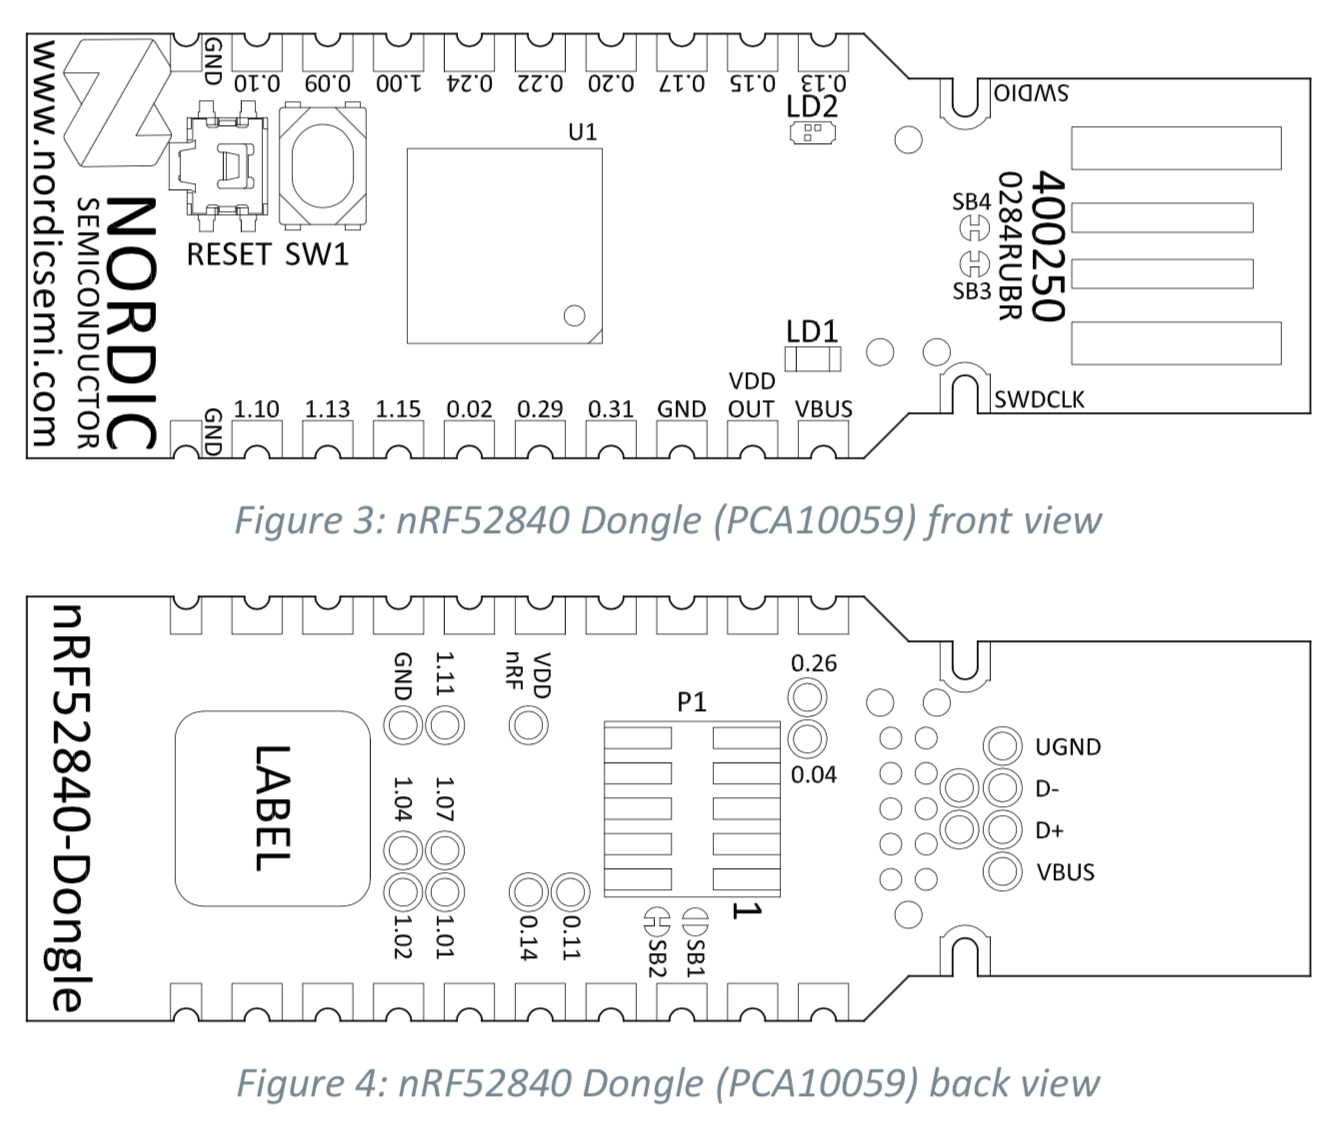 www.nordicsemi.com
NORDIC
SEMICONDUCTOR
GND
0.10
0.09
1.00
0.24
0.22
0.20
0.17
0.15
0.13
SWDIO
LD2
U1
RESET
SW1
SB4
SB3
0284RUBR
400250
LD1
GND
1.10
1.13
1.15
0.02
0.29
0.31
GND
VDD
OUT
VBUS
SWDCLK
Figure 3: nRF52840 Dongle (PCA10059) front view
nRF52840-Dongle
LABEL
GND
1.11
VDD
nRF
P1
0.26
0.04
UGND
D-
D+
VBUS
1.04
1.07
1.02
1.01
0.14
0.11
SB2
SB1
1
Figure 4: nRF52840 Dongle (PCA10059) back view